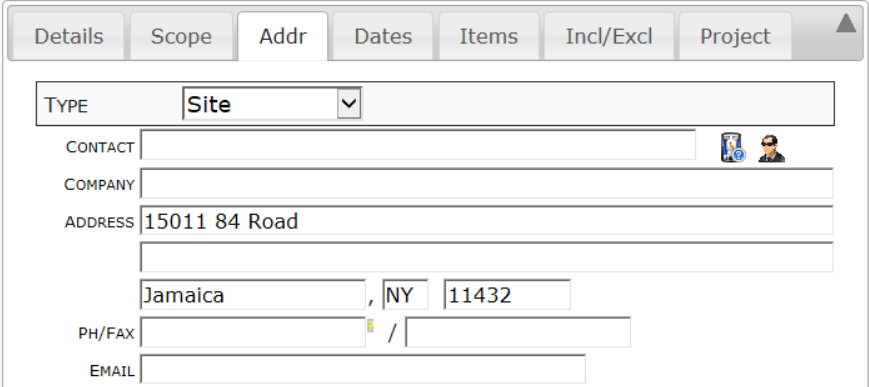 Details Scope Addr Dates Items Incl/Excl Project
TYPE Site
CONTACT
COMPANY
ADDRESS 15011 84 Road
Jamaica , NY 11432
PH/FAX /
EMAIL